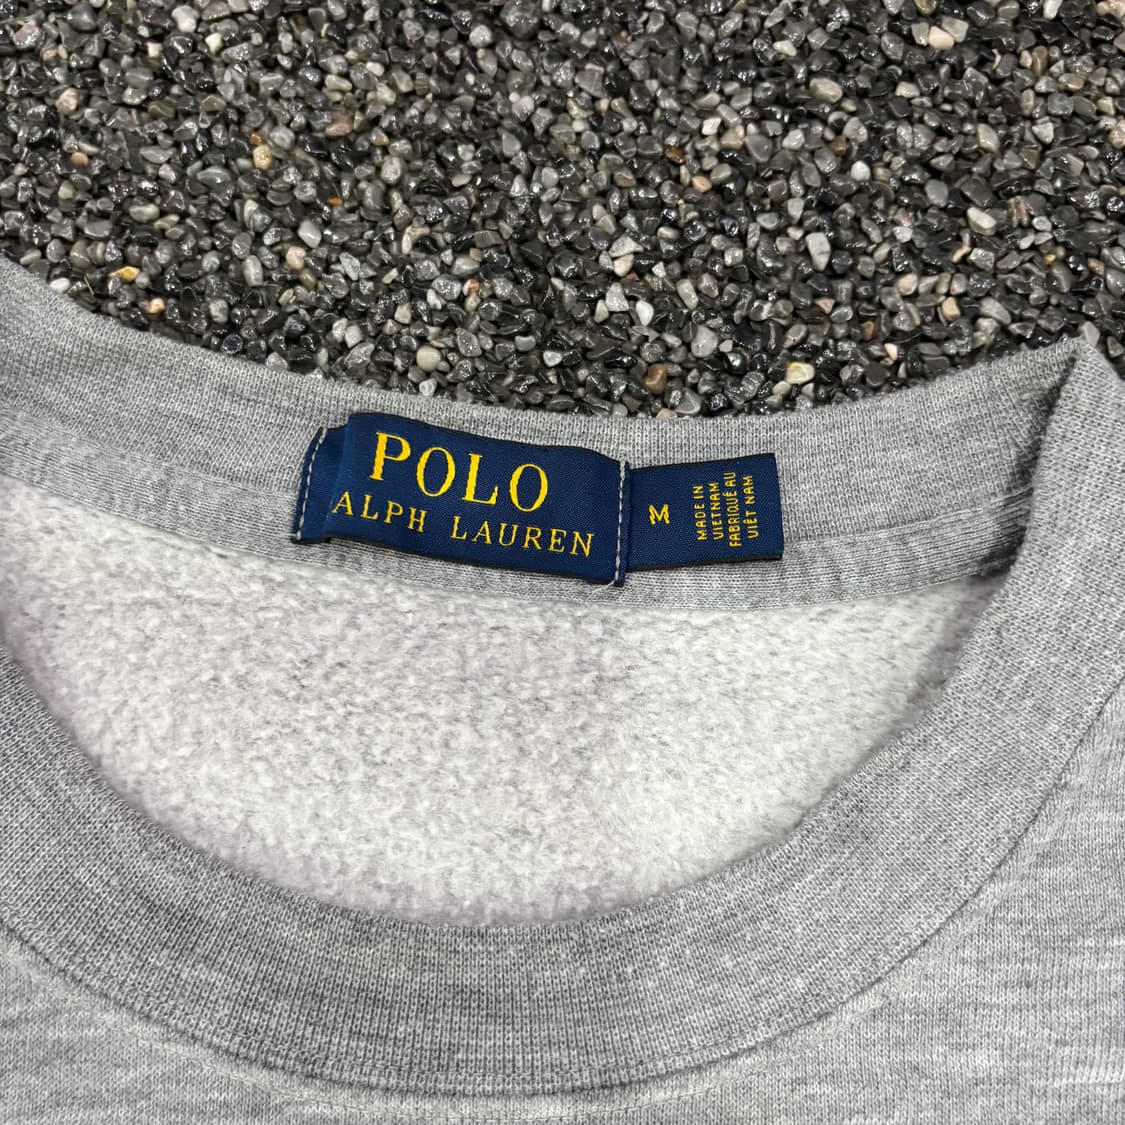 POLO
ALPH LAUREN
M
MADE IN
VIETNAM
FABRIQUÉ AU
VIÊT NAM